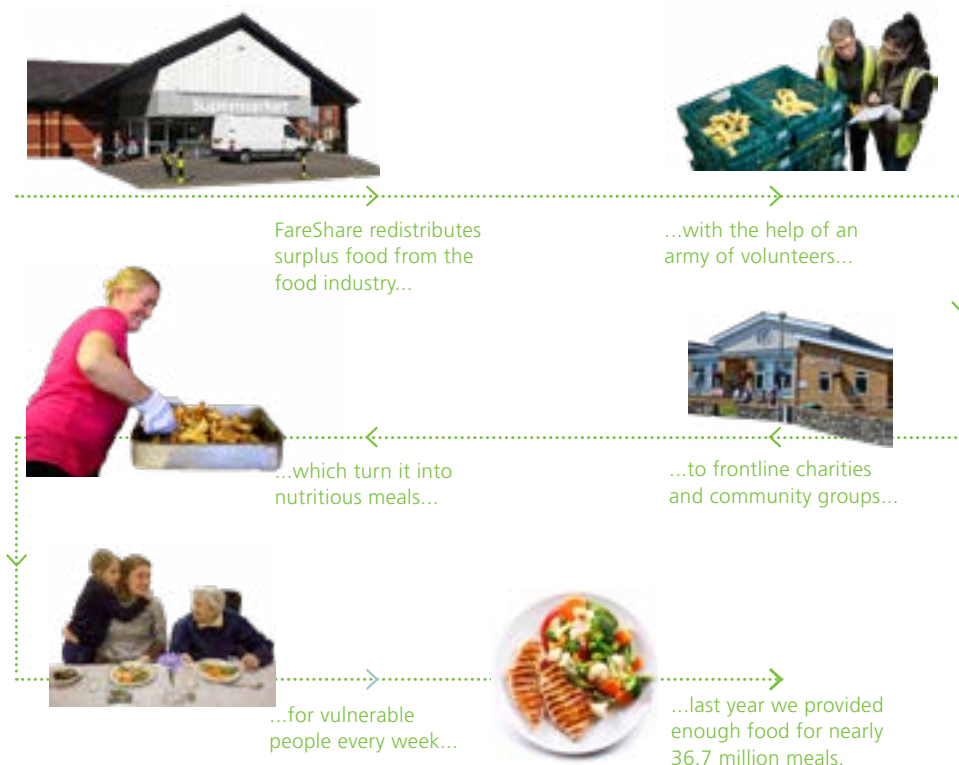 Supermarket
FareShare redistributes
surplus food from the
food industry...
...with the help of an
army of volunteers...
...to frontline charities
and community groups...
...which turn it into
nutritious meals...
...for vulnerable
people every week...
...last year we provided
enough food for nearly
36.7 million meals.